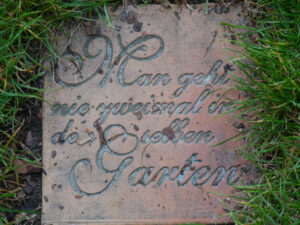 Man geht
nie zweimal in
den selben
Garten